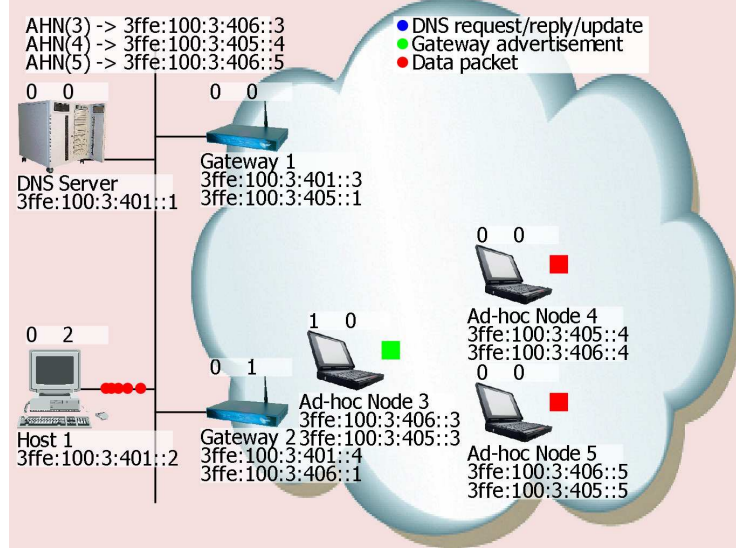 AHN(3) -> 3ffe:100:3:406::3
AHN(4) -> 3ffe:100:3:405::4
AHN(5) -> 3ffe:100:3:406::5
DNS request/reply/update
Gateway advertisement
Data packet
0 0
DNS Server
3ffe:100:3:401::1
0 0
Gateway 1
3ffe:100:3:401::3
3ffe:100:3:405::1
0 0
Ad-hoc Node 4
3ffe:100:3:405::4
3ffe:100:3:406::4
0 2
Host 1
3ffe:100:3:401::2
0 1
Gateway 2
3ffe:100:3:401::4
3ffe:100:3:406::1
1 0
Ad-hoc Node 3
3ffe:100:3:406::3
3ffe:100:3:405::3
0 0
Ad-hoc Node 5
3ffe:100:3:406::5
3ffe:100:3:405::5